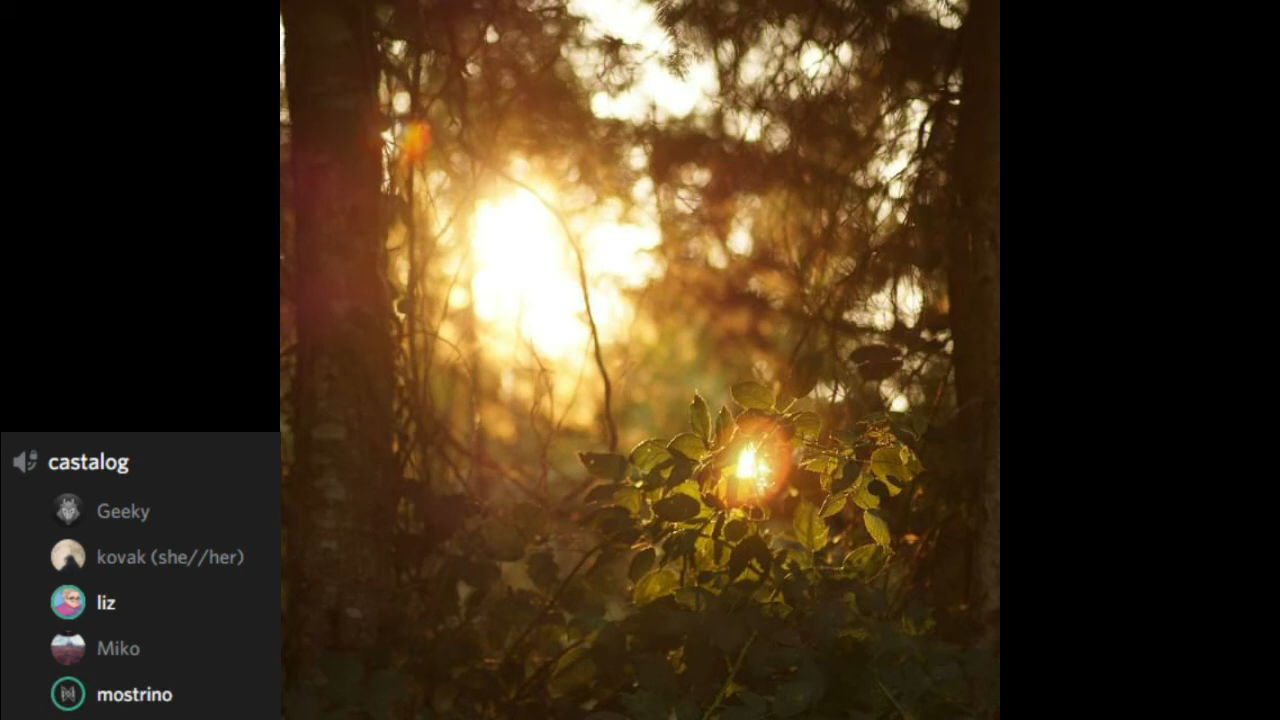 castalog
Geeky
kovak (she//her)
liz
Miko
mostrino